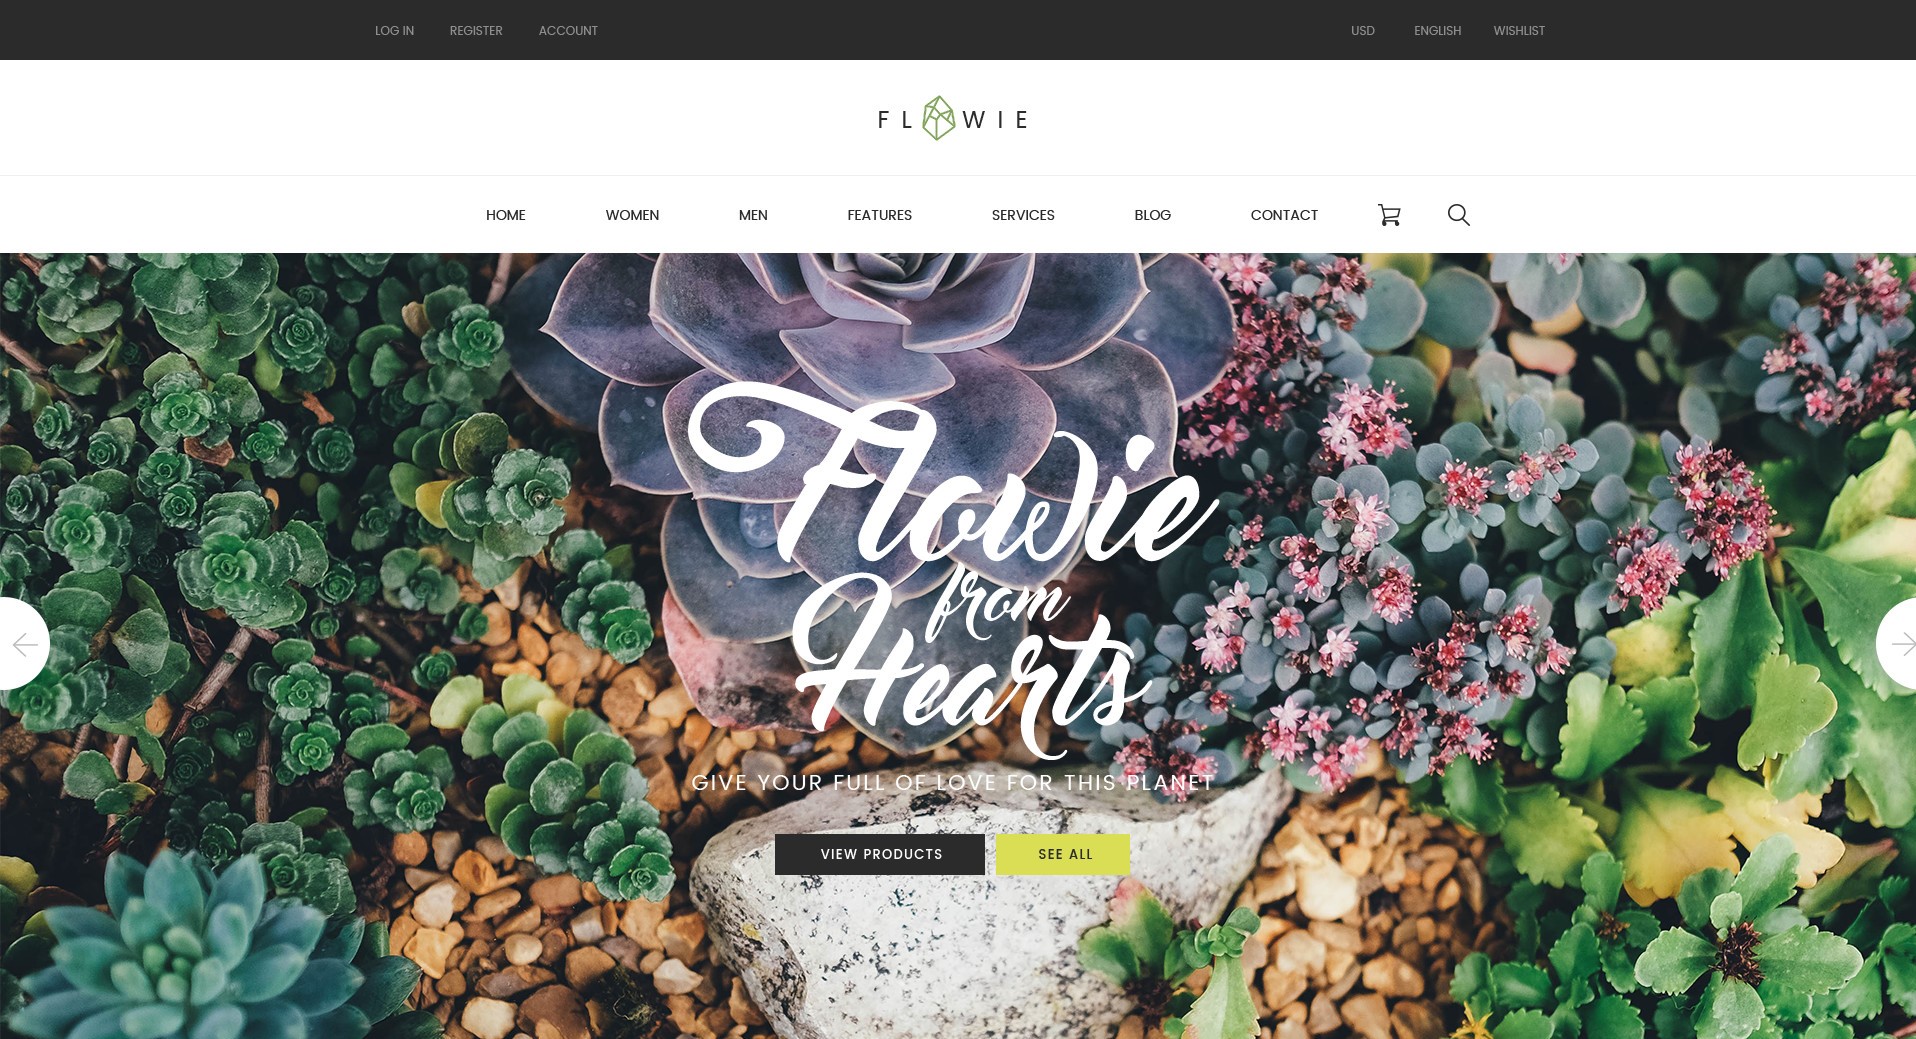 LOG IN REGISTER ACCOUNT USD ENGLISH WISHLIST
FL WIE
HOME WOMEN MEN FEATURES SERVICES BLOG CONTACT
Flowie
from
Hearts
GIVE YOUR FULL OF LOVE FOR THIS PLANET
VIEW PRODUCTS SEE ALL